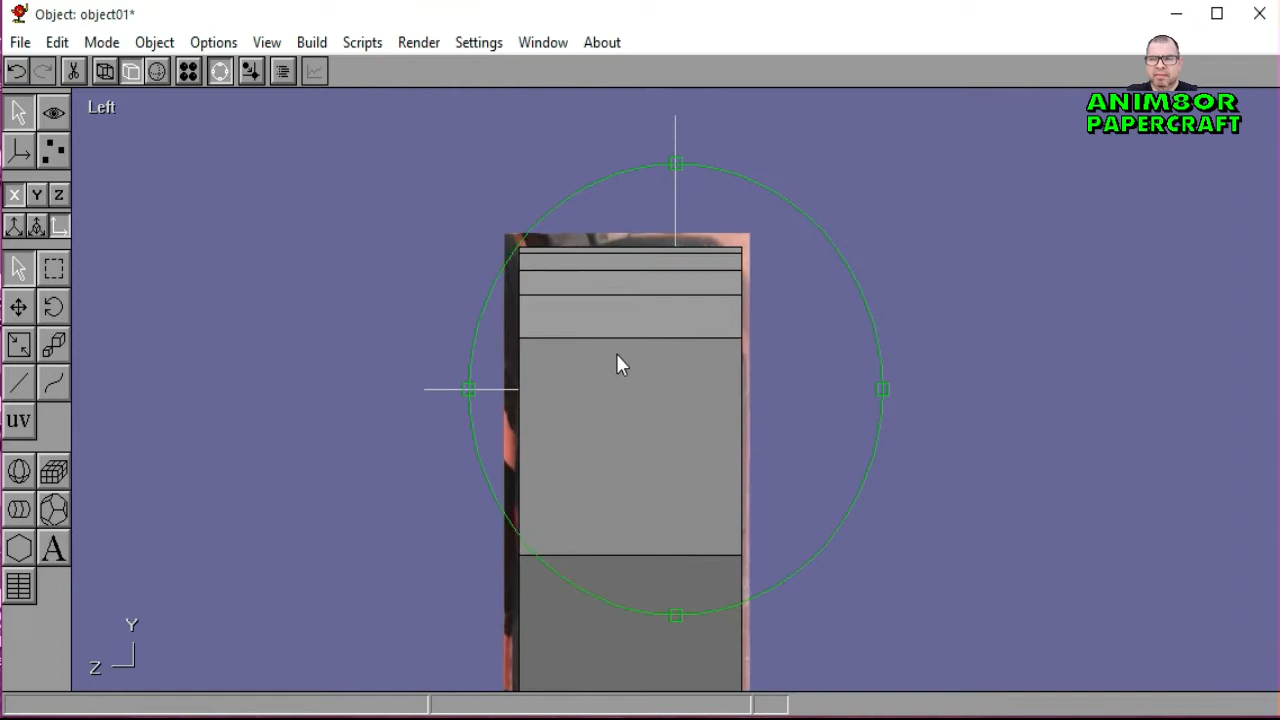 Object: object01*
File Edit Mode Object Options View Build Scripts Render Settings Window About
ANIM8OR
PAPERCRAFT
Left
X Y Z
uv
A
Y
Z